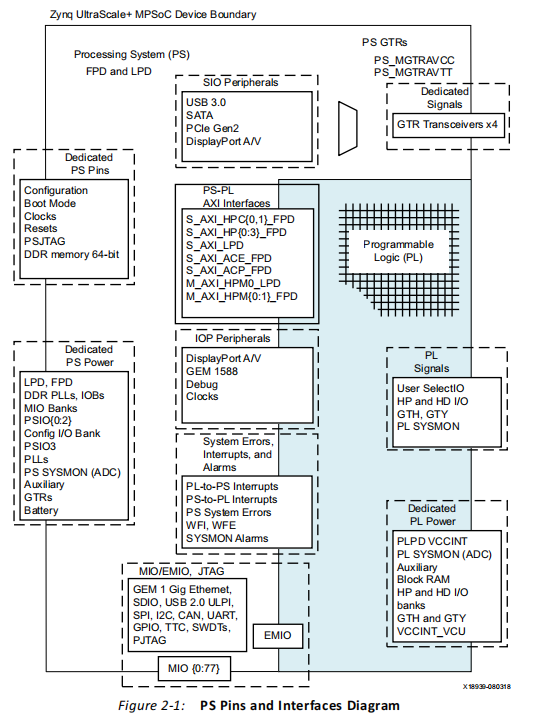 Zynq UltraScale+ MPSoC Device Boundary
Processing System (PS)
FPD and LPD
PS GTRs
PS_MGTRAVCC
PS_MGTRAVTT
SIO Peripherals
USB 3.0
SATA
PCIe Gen2
DisplayPort A/V
Dedicated
Signals
GTR Transceivers x4
Dedicated
PS Pins
Configuration
Boot Mode
Clocks
Resets
PSJTAG
DDR memory 64-bit
PS-PL
AXI Interfaces
S_AXI_HPC{0,1}_FPD
S_AXI_HP{0:3}_FPD
S_AXI_LPD
S_AXI_ACE_FPD
S_AXI_ACP_FPD
M_AXI_HPM0_LPD
M_AXI_HPM{0:1}_FPD
Programmable
Logic (PL)
Dedicated
PS Power
LPD, FPD
DDR PLLs, IOBs
MIO Banks
PSIO{0:2}
Config I/O Bank
PSIO3
PLLs
PS SYSMON (ADC)
Auxiliary
GTRs
Battery
IOP Peripherals
DisplayPort A/V
GEM 1588
Debug
Clocks
PL
Signals
User SelectIO
HP and HD I/O
GTH, GTY
PL SYSMON
System Errors,
Interrupts, and
Alarms
PL-to-PS Interrupts
PS-to-PL Interrupts
PS System Errors
WFI, WFE
SYSMON Alarms
Dedicated
PL Power
PLPD VCCINT
PL SYSMON (ADC)
Auxiliary
Block RAM
HP and HD I/O
banks
GTH and GTY
VCCINT_VCU
MIO/EMIO, JTAG
GEM 1 Gig Ethernet,
SDIO, USB 2.0 ULPI,
SPI, I2C, CAN, UART,
GPIO, TTC, SWDTs,
PJTAG
EMIO
MIO {0:77}
X18939-080318
Figure 2-1: PS Pins and Interfaces Diagram